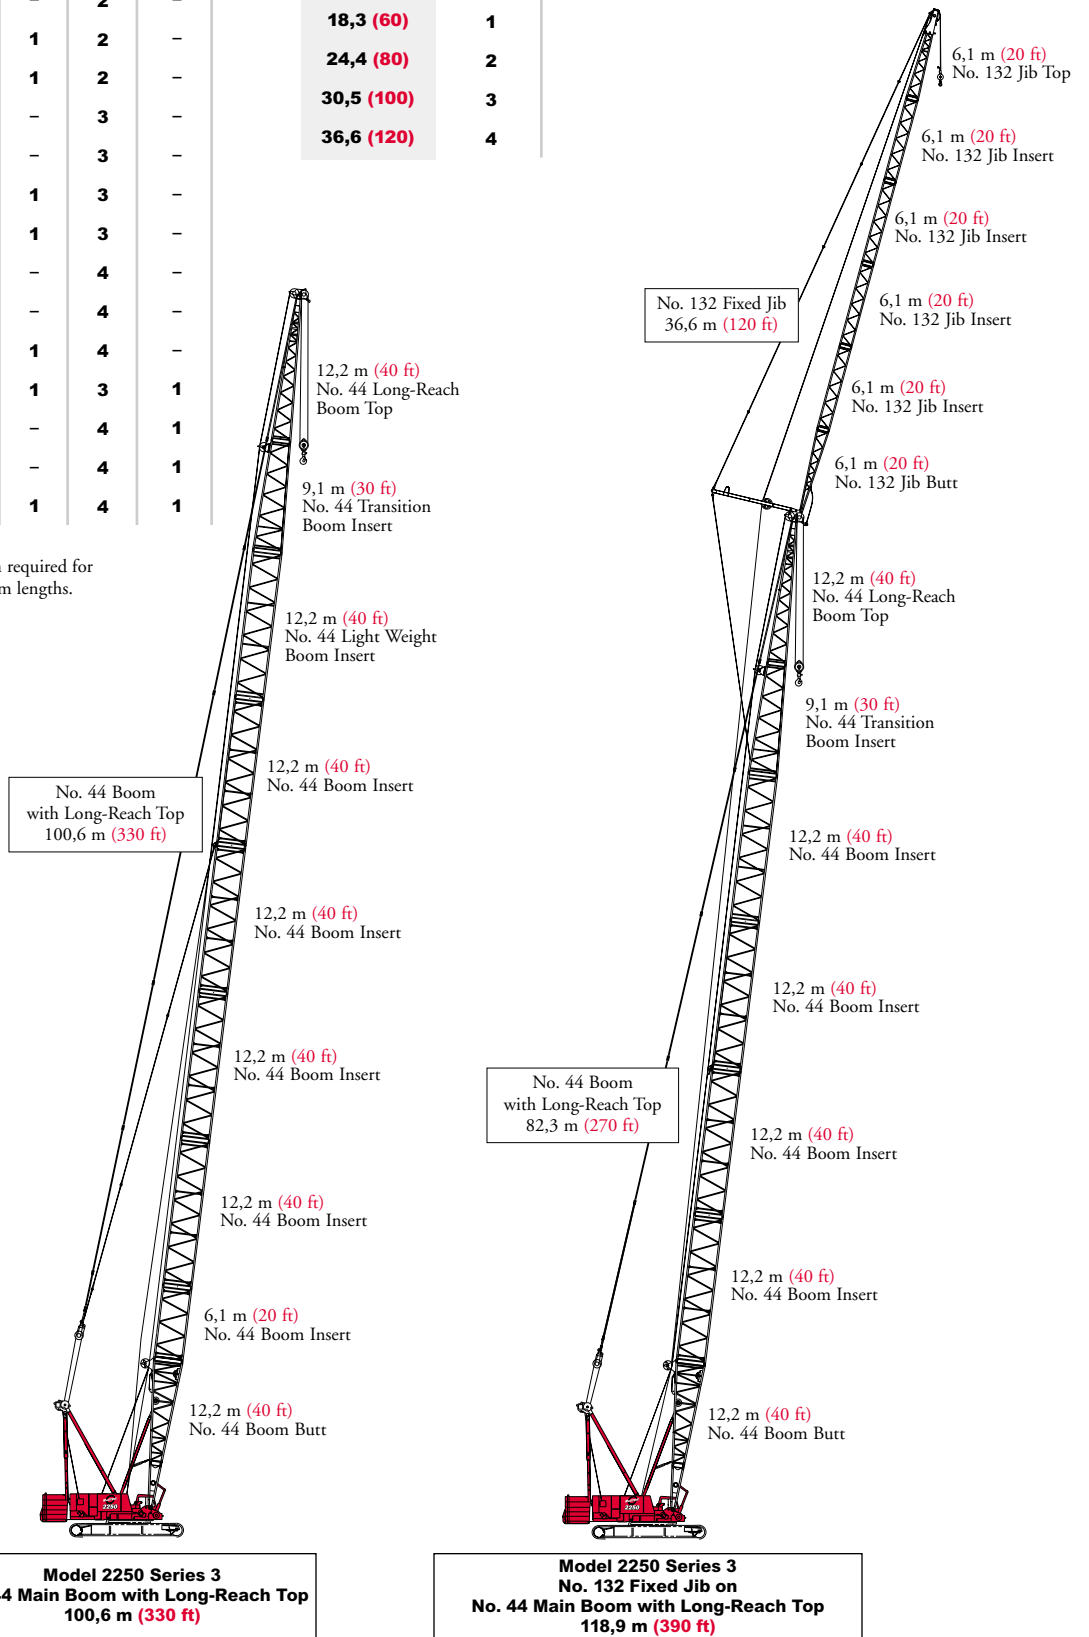 – 2 –
1 2 –
1 2 –
– 3 –
– 3 –
1 3 –
1 3 –
– 4 –
– 4 –
1 4 –
1 3 1
– 4 1
– 4 1
1 4 1
required for
m lengths.
18,3 (60) 1
24,4 (80) 2
30,5 (100) 3
36,6 (120) 4
12,2 m (40 ft)
No. 44 Long-Reach
Boom Top
9,1 m (30 ft)
No. 44 Transition
Boom Insert
12,2 m (40 ft)
No. 44 Light Weight
Boom Insert
12,2 m (40 ft)
No. 44 Boom Insert
No. 44 Boom
with Long-Reach Top
100,6 m (330 ft)
12,2 m (40 ft)
No. 44 Boom Insert
12,2 m (40 ft)
No. 44 Boom Insert
12,2 m (40 ft)
No. 44 Boom Insert
6,1 m (20 ft)
No. 44 Boom Insert
12,2 m (40 ft)
No. 44 Boom Butt
2250
Model 2250 Series 3
44 Main Boom with Long-Reach Top
100,6 m (330 ft)
6,1 m (20 ft)
No. 132 Jib Top
6,1 m (20 ft)
No. 132 Jib Insert
6,1 m (20 ft)
No. 132 Jib Insert
No. 132 Fixed Jib
36,6 m (120 ft)
6,1 m (20 ft)
No. 132 Jib Insert
6,1 m (20 ft)
No. 132 Jib Insert
6,1 m (20 ft)
No. 132 Jib Butt
12,2 m (40 ft)
No. 44 Long-Reach
Boom Top
9,1 m (30 ft)
No. 44 Transition
Boom Insert
12,2 m (40 ft)
No. 44 Boom Insert
12,2 m (40 ft)
No. 44 Boom Insert
No. 44 Boom
with Long-Reach Top
82,3 m (270 ft)
12,2 m (40 ft)
No. 44 Boom Insert
12,2 m (40 ft)
No. 44 Boom Insert
12,2 m (40 ft)
No. 44 Boom Butt
2250
Model 2250 Series 3
No. 132 Fixed Jib on
No. 44 Main Boom with Long-Reach Top
118,9 m (390 ft)